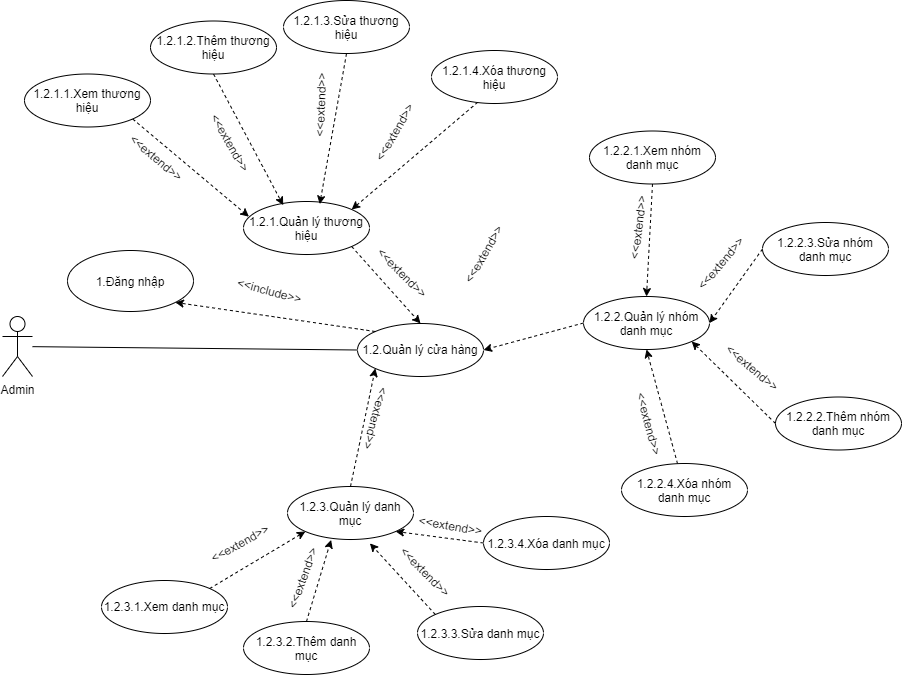 1.2.1.3.Sửa thương
hiệu
1.2.1.2.Thêm thương
hiệu
1.2.1.4.Xóa thương
hiệu
1.2.1.1.Xem thương
hiệu
<<extend>>
<<extend>>
<<extend>>
<<extend>>
1.2.2.1.Xem nhóm
danh mục
1.2.1.Quản lý thương
hiệu
<<extend>>
1.2.2.3.Sửa nhóm
danh mục
<<extend>>
<<extend>>
<<extend>>
1.Đăng nhập
<<include>>
1.2.2.Quản lý nhóm
danh mục
1.2.Quản lý cửa hàng
Admin
<<extend>>
<<extend>>
1.2.2.2.Thêm nhóm
danh mục
<<extend>>
1.2.2.4.Xóa nhóm
danh mục
1.2.3.Quản lý danh
mục
<<extend>>
<<extend>>
1.2.3.4.Xóa danh mục
<<extend>>
<<extend>>
1.2.3.1.Xem danh mục
1.2.3.2.Thêm danh
mục
1.2.3.3.Sửa danh mục